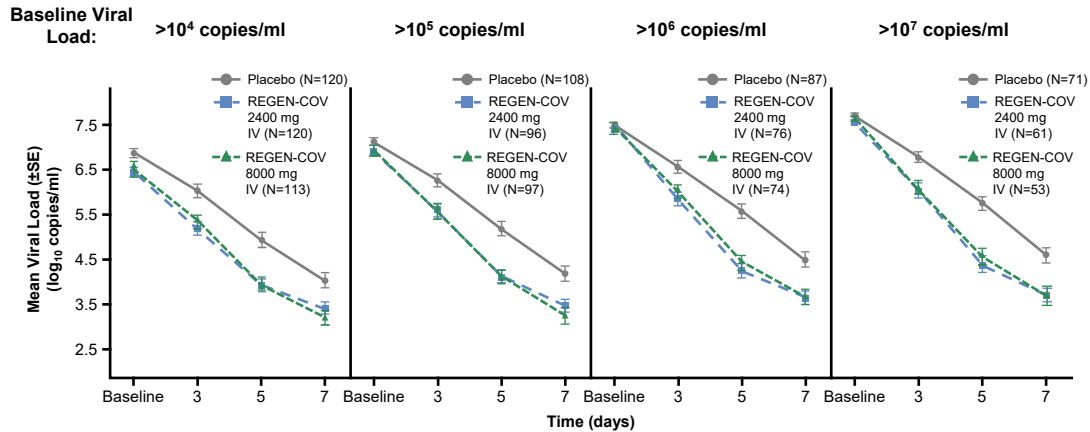 Baseline Viral
Load:
>10⁴ copies/ml
>10⁵ copies/ml
>10⁶ copies/ml
>10⁷ copies/ml
Placebo (N=120)
REGEN-COV
2400 mg
IV (N=120)
REGEN-COV
8000 mg
IV (N=113)
Placebo (N=108)
REGEN-COV
2400 mg
IV (N=96)
REGEN-COV
8000 mg
IV (N=97)
Placebo (N=87)
REGEN-COV
2400 mg
IV (N=76)
REGEN-COV
8000 mg
IV (N=74)
Placebo (N=71)
REGEN-COV
2400 mg
IV (N=61)
REGEN-COV
8000 mg
IV (N=53)
Mean Viral Load (±SE)
(log₁₀ copies/ml)
7.5
6.5
5.5
4.5
3.5
2.5
Baseline 3 5 7
Baseline 3 5 7
Baseline 3 5 7
Baseline 3 5 7
Time (days)